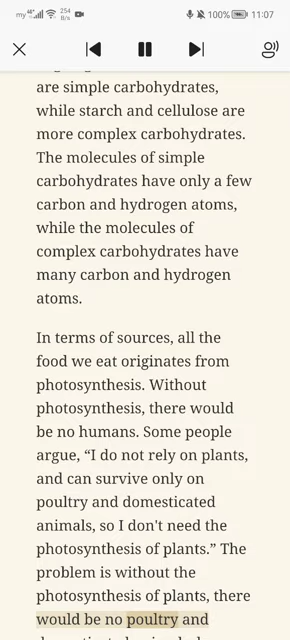 my 4G 254 B/s 100% 11:07
are simple carbohydrates,
while starch and cellulose are
more complex carbohydrates.
The molecules of simple
carbohydrates have only a few
carbon and hydrogen atoms,
while the molecules of
complex carbohydrates have
many carbon and hydrogen
atoms.
In terms of sources, all the
food we eat originates from
photosynthesis. Without
photosynthesis, there would
be no humans. Some people
argue, “I do not rely on plants,
and can survive only on
poultry and domesticated
animals, so I don't need the
photosynthesis of plants.” The
problem is without the
photosynthesis of plants, there
would be no poultry and